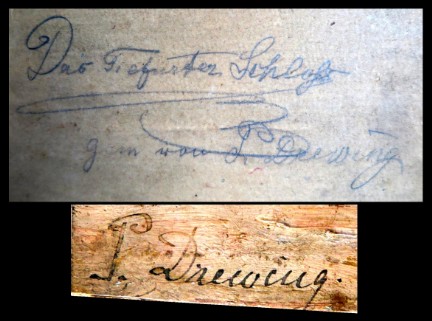 Das Tiefurter Schloß
gem von P. Drewing
P. Drewing.